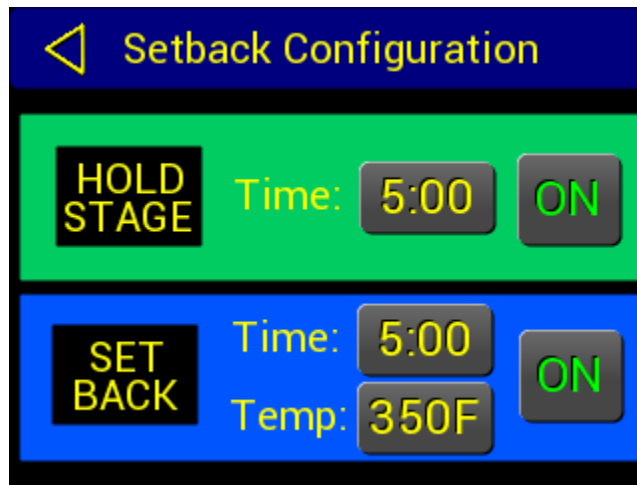 Setback Configuration
HOLD
STAGE
Time: 5:00
ON
SET
BACK
Time: 5:00
Temp: 350F
ON